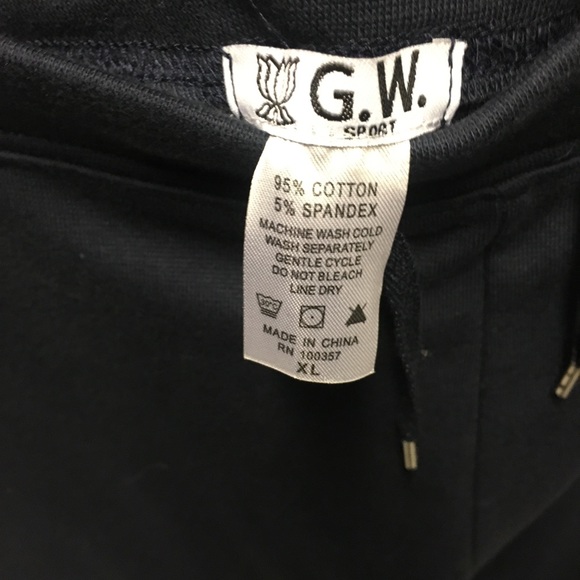 G.W.
SPORT
95% COTTON
5% SPANDEX
MACHINE WASH COLD
WASH SEPARATELY
GENTLE CYCLE
DO NOT BLEACH
LINE DRY
30°C
MADE IN CHINA
RN 100357
XL